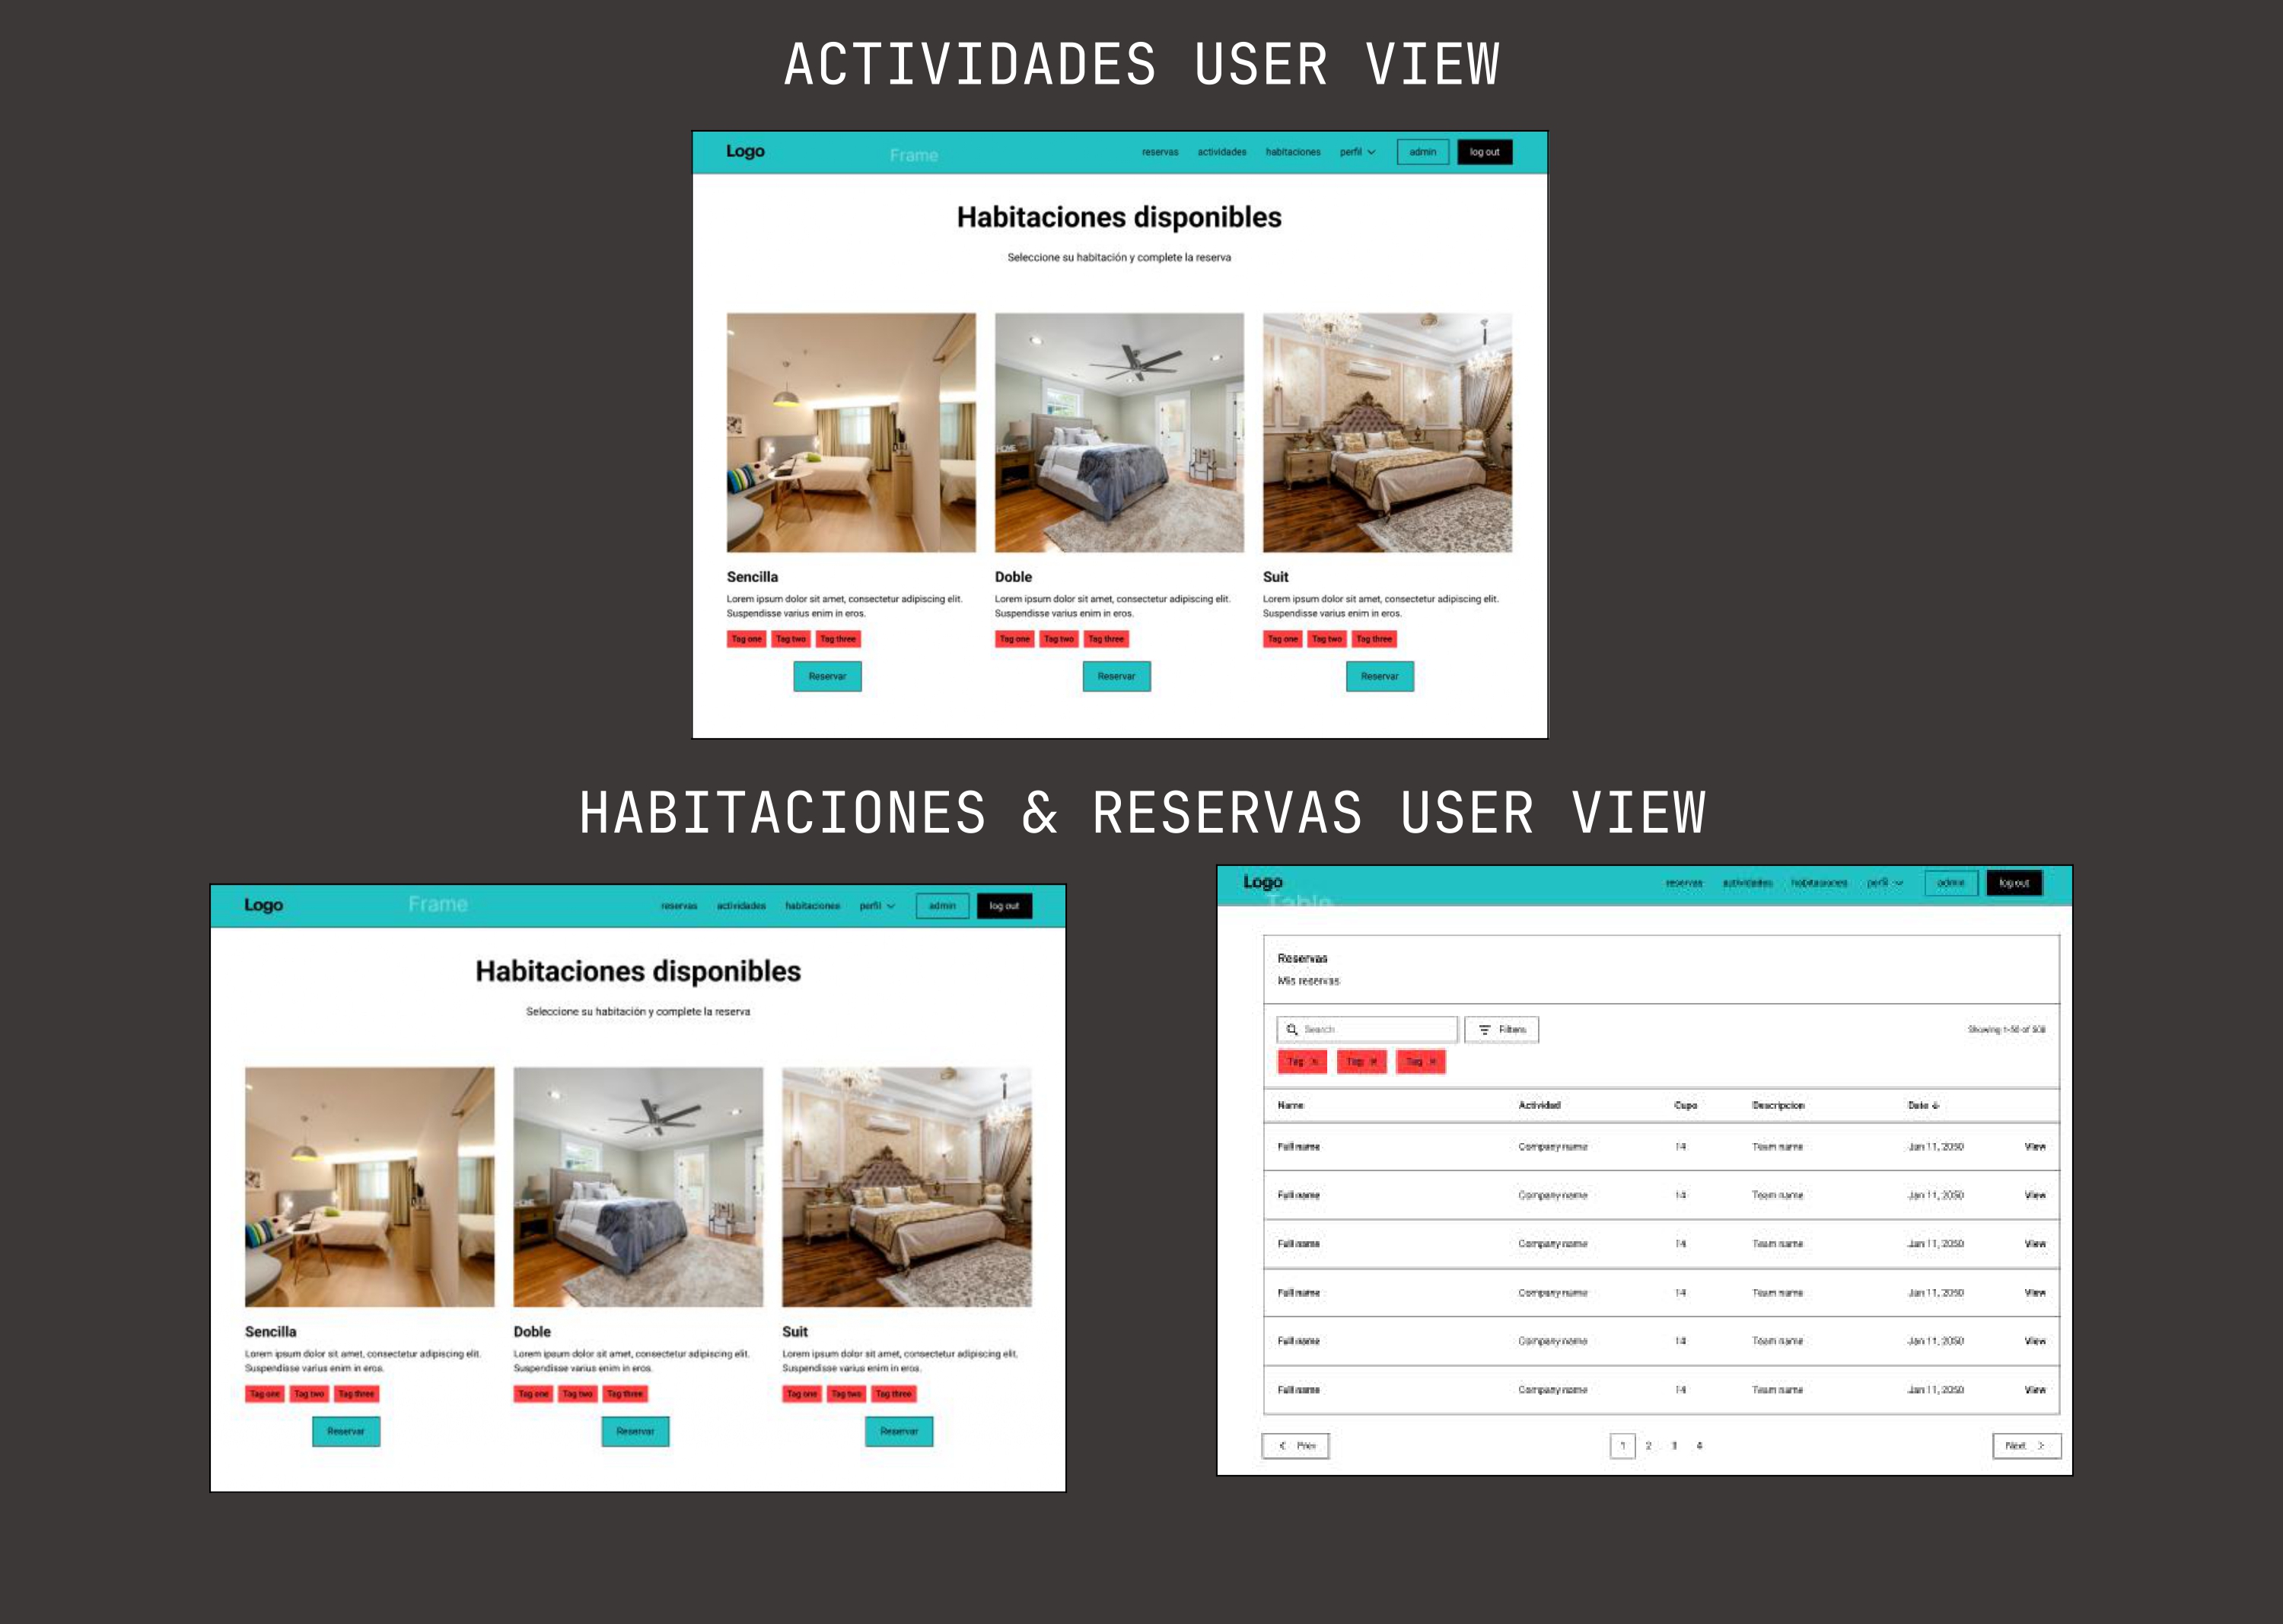 ACTIVIDADES USER VIEW
Logo Frame reservas actividades habitaciones perfil admin log out
Habitaciones disponibles
Seleccione su habitación y complete la reserva
Sencilla
Lorem ipsum dolor sit amet, consectetur adipiscing elit.
Suspendisse varius enim in eros.
Tag one Tag two Tag three
Reservar
Doble
Lorem ipsum dolor sit amet, consectetur adipiscing elit.
Suspendisse varius enim in eros.
Tag one Tag two Tag three
Reservar
Suit
Lorem ipsum dolor sit amet, consectetur adipiscing elit.
Suspendisse varius enim in eros.
Tag one Tag two Tag three
Reservar
HABITACIONES & RESERVAS USER VIEW
Logo Frame reservas actividades habitaciones perfil admin log out
Habitaciones disponibles
Seleccione su habitación y complete la reserva
Sencilla
Lorem ipsum dolor sit amet, consectetur adipiscing elit.
Suspendisse varius enim in eros.
Tag one Tag two Tag three
Reservar
Doble
Lorem ipsum dolor sit amet, consectetur adipiscing elit.
Suspendisse varius enim in eros.
Tag one Tag two Tag three
Reservar
Suit
Lorem ipsum dolor sit amet, consectetur adipiscing elit.
Suspendisse varius enim in eros.
Tag one Tag two Tag three
Reservar
Logo reservas actividades habitaciones perfil admin log out
Table
Reservas
Mis reservas
Search Filters Showing 1-50 of
Tag Tag Tag
Name Actividad Cupo Descripcion Date
Full name Company name 14 Team name Jan 11, 2050 View
Full name Company name 14 Team name Jan 11, 2050 View
Full name Company name 14 Team name Jan 11, 2050 View
Full name Company name 14 Team name Jan 11, 2050 View
Full name Company name 14 Team name Jan 11, 2050 View
Full name Company name 14 Team name Jan 11, 2050 View
Prev 1 2 4 Next